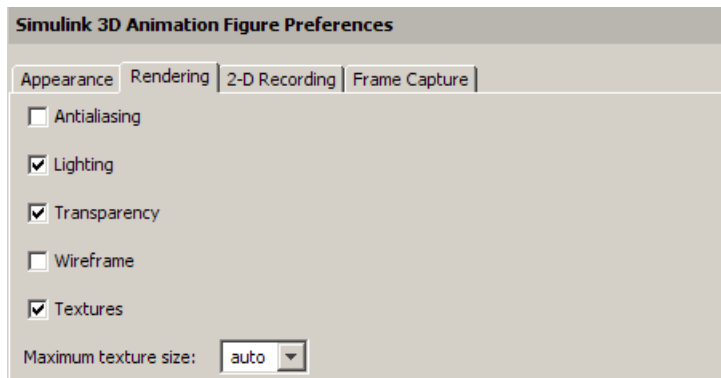 Simulink 3D Animation Figure Preferences
Appearance Rendering 2-D Recording Frame Capture
Antialiasing
Lighting
Transparency
Wireframe
Textures
Maximum texture size: auto